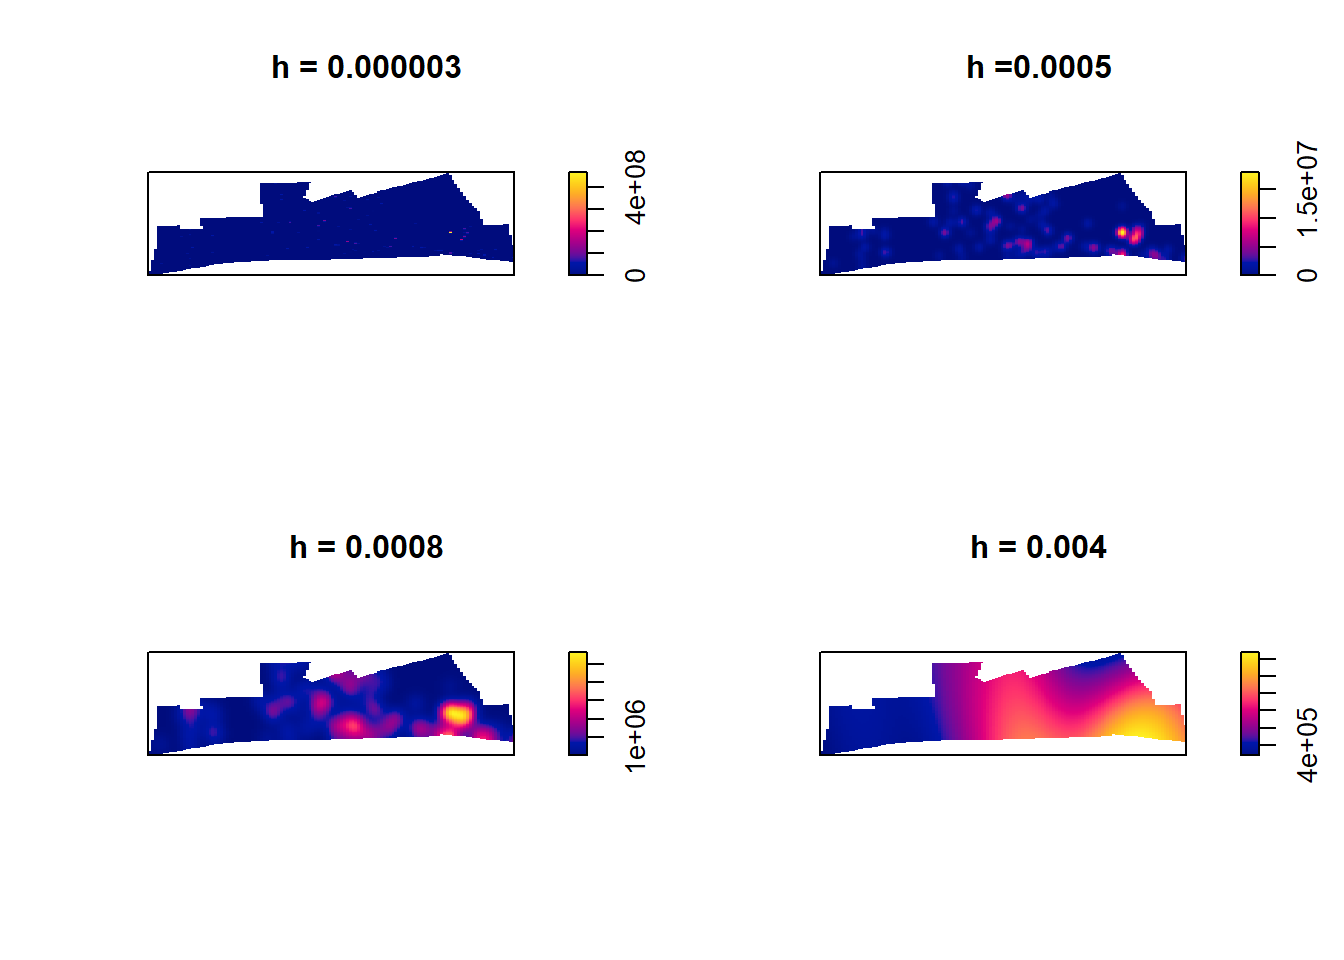 h = 0.000003
4e+08
0
h =0.0005
1.5e+07
0
h = 0.0008
1e+06
h = 0.004
4e+05